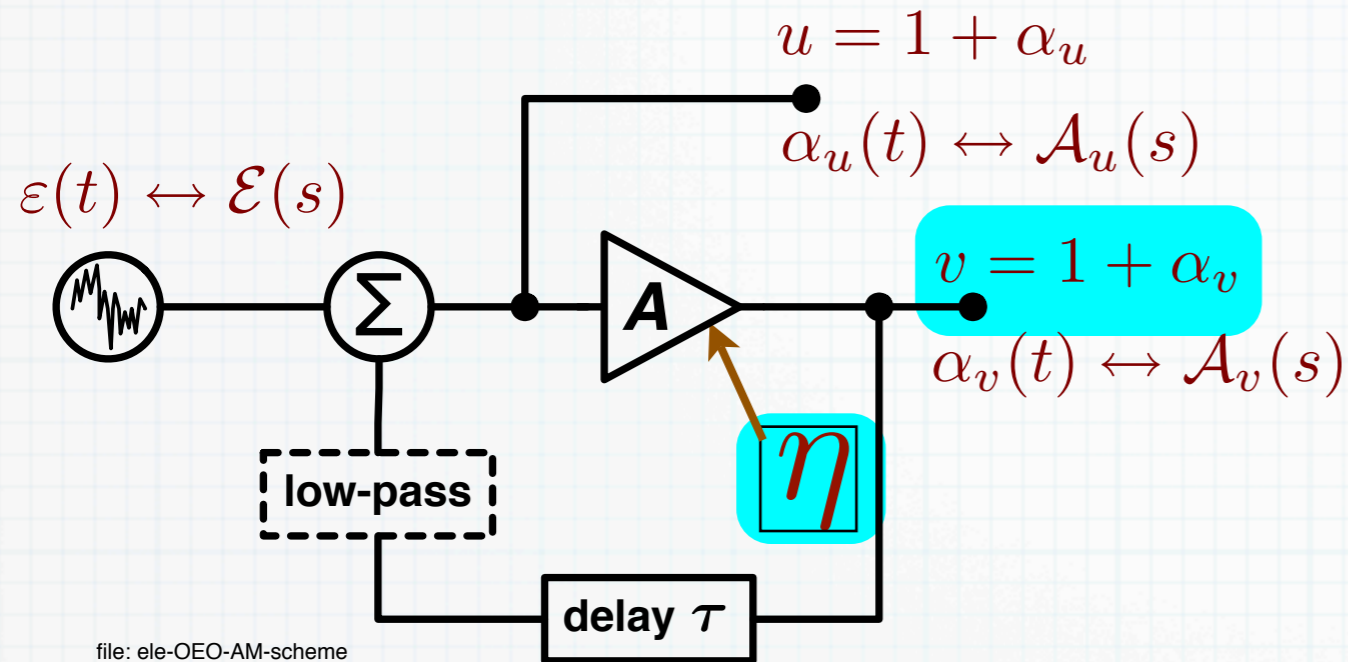 u = 1 + α_u
α_u(t) ↔ 𝒜_u(s)
ε(t) ↔ ℰ(s)
Σ
A
v = 1 + α_v
α_v(t) ↔ 𝒜_v(s)
η
low-pass
delay τ
file: ele-OEO-AM-scheme